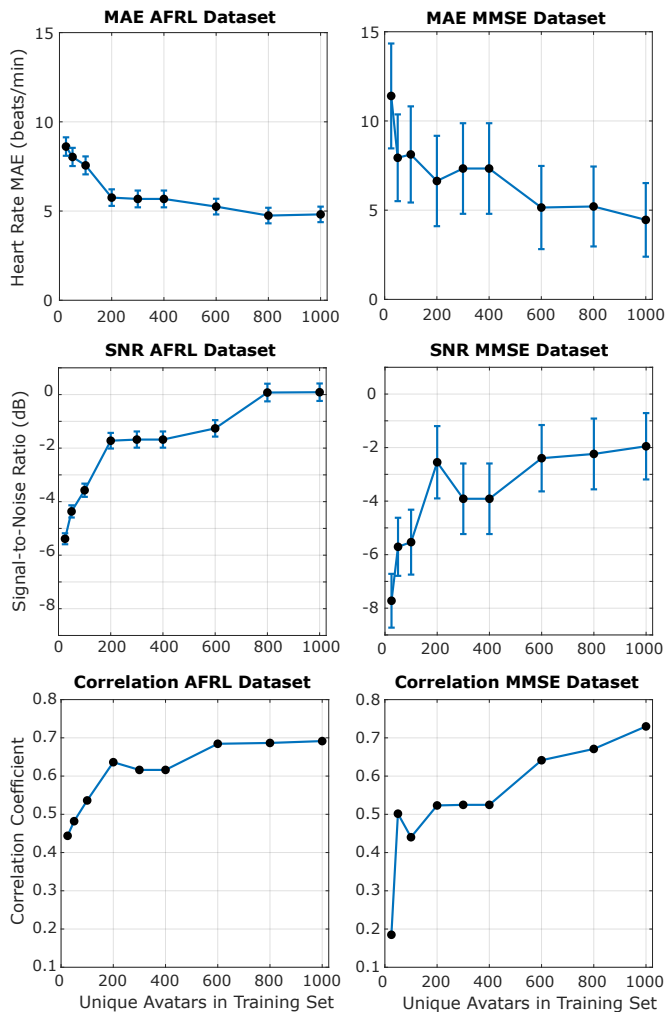 MAE AFRL Dataset
Heart Rate MAE (beats/min)
15
10
5
0
0 200 400 600 800 1000
MAE MMSE Dataset
15
10
5
0
0 200 400 600 800 1000
SNR AFRL Dataset
Signal-to-Noise Ratio (dB)
0
-2
-4
-6
-8
0 200 400 600 800 1000
SNR MMSE Dataset
0
-2
-4
-6
-8
0 200 400 600 800 1000
Correlation AFRL Dataset
Correlation Coefficient
0.8
0.7
0.6
0.5
0.4
0.3
0.2
0.1
0 200 400 600 800 1000
Unique Avatars in Training Set
Correlation MMSE Dataset
0.8
0.7
0.6
0.5
0.4
0.3
0.2
0.1
0 200 400 600 800 1000
Unique Avatars in Training Set